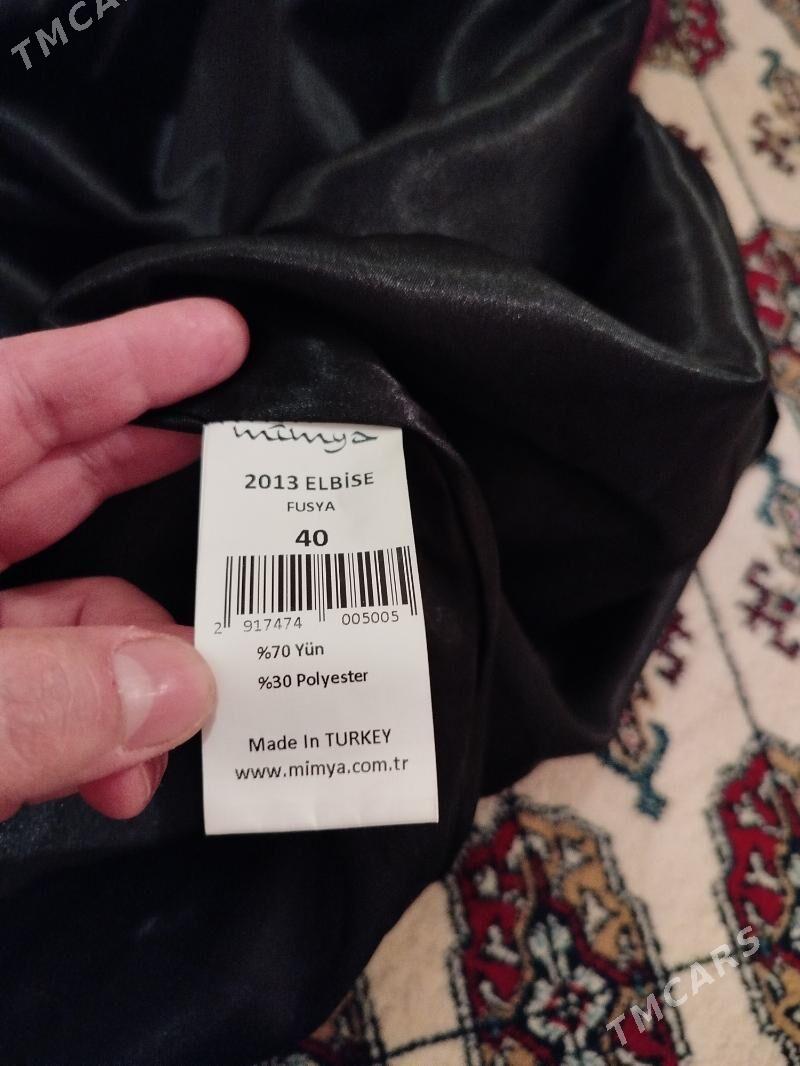 TMCARS
mimya
2013 ELBİSE
FUSYA
40
2 917474 005005
%70 Yün
%30 Polyester
Made In TURKEY
www.mimya.com.tr
TMCARS